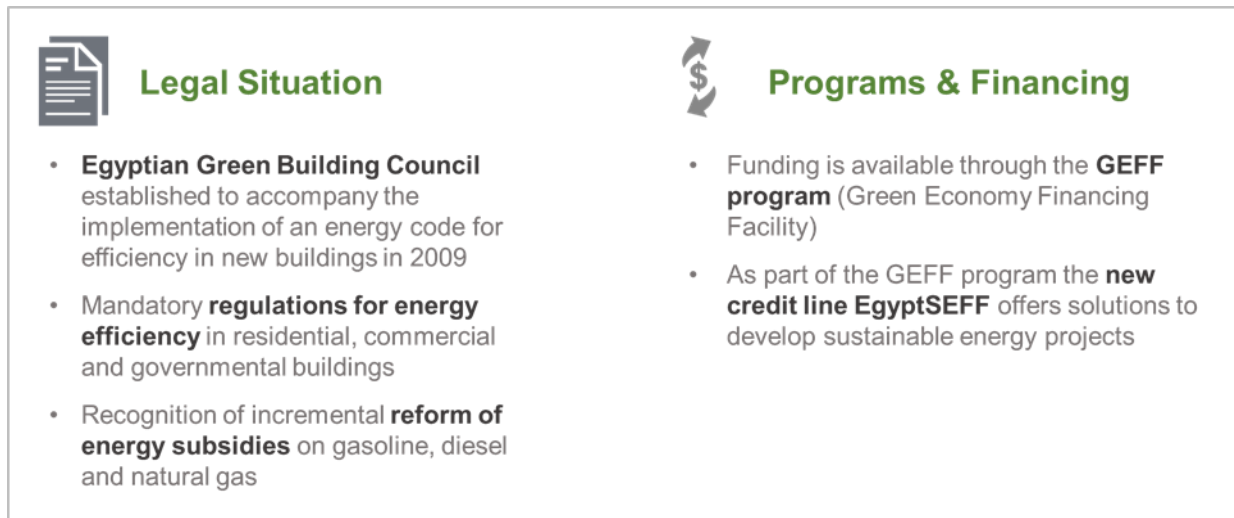 Legal Situation
• Egyptian Green Building Council
established to accompany the
implementation of an energy code for
efficiency in new buildings in 2009
• Mandatory regulations for energy
efficiency in residential, commercial
and governmental buildings
• Recognition of incremental reform of
energy subsidies on gasoline, diesel
and natural gas
$
Programs & Financing
• Funding is available through the GEFF
program (Green Economy Financing
Facility)
• As part of the GEFF program the new
credit line EgyptSEFF offers solutions to
develop sustainable energy projects